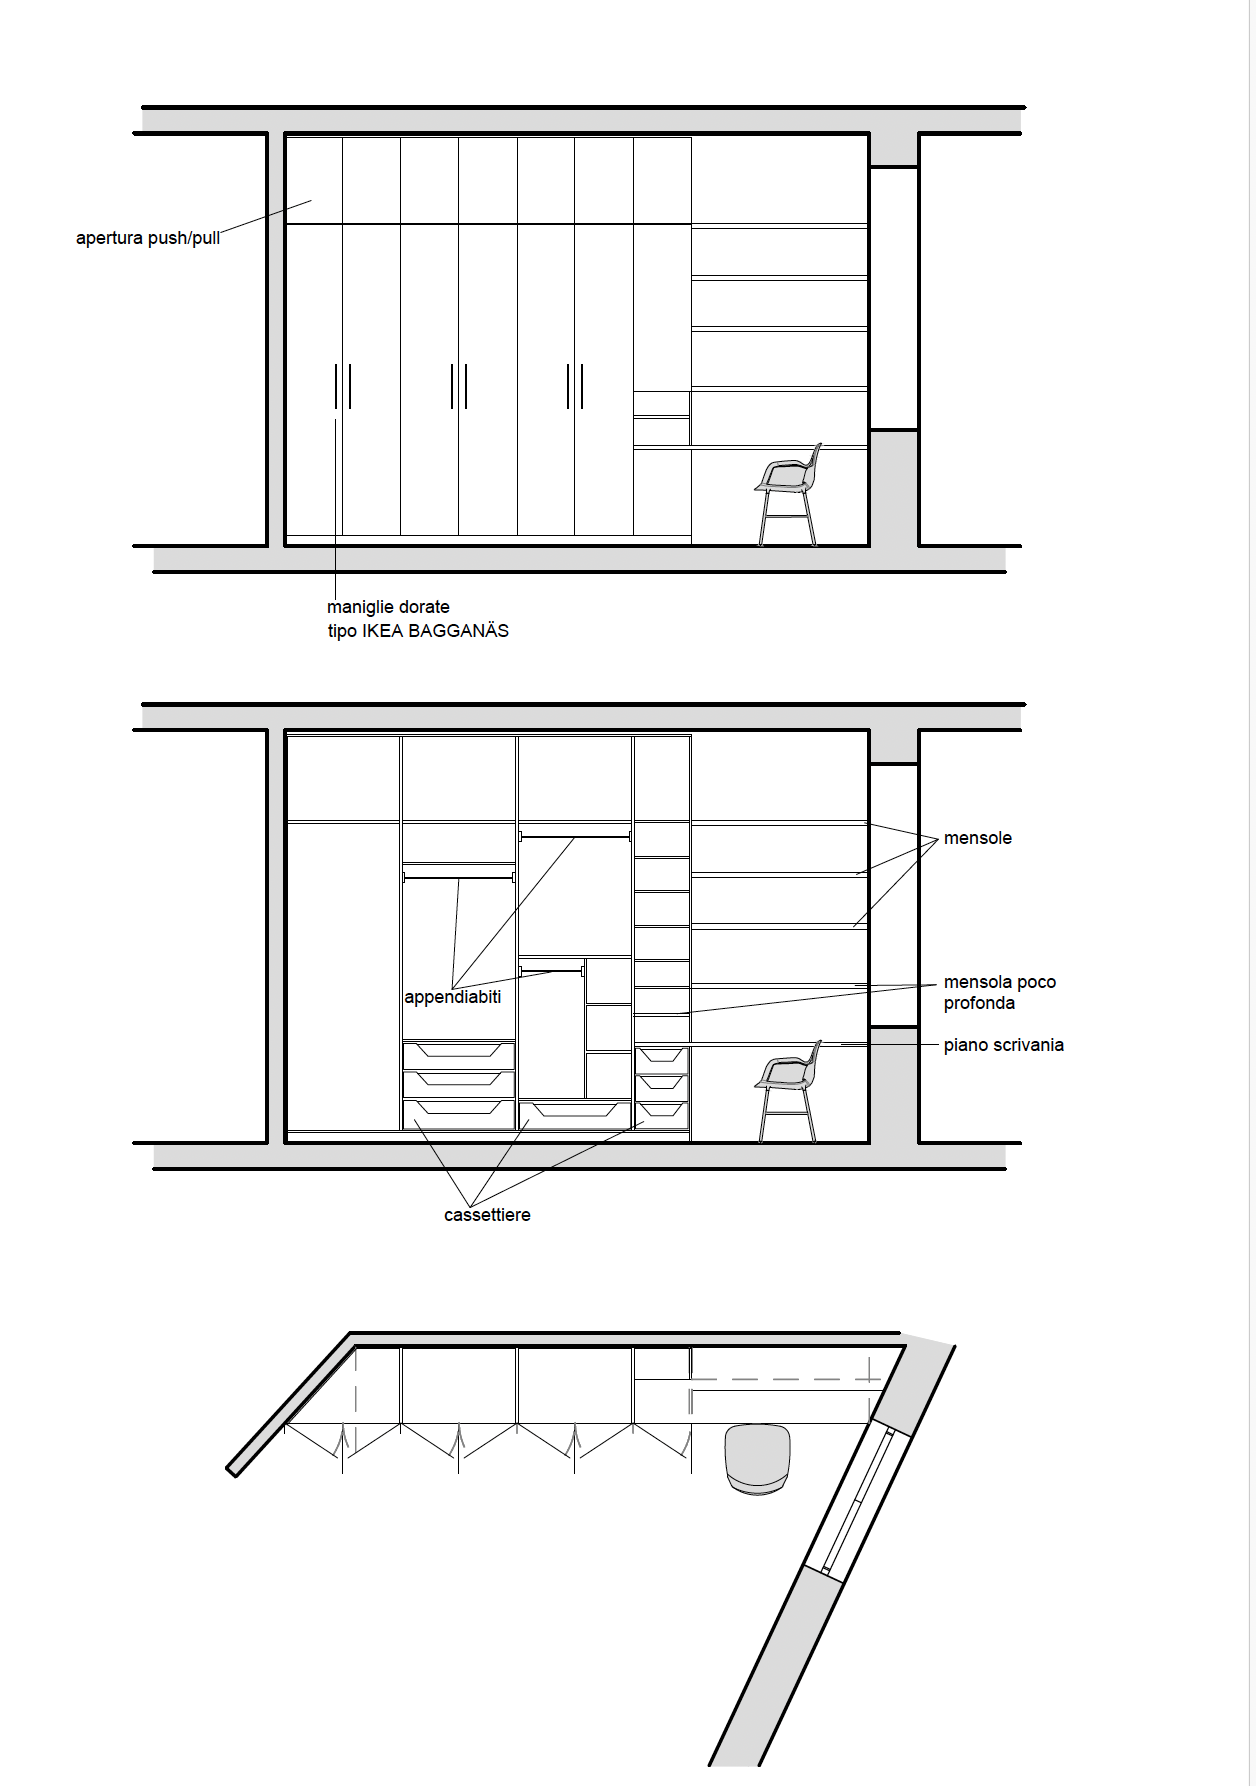 apertura push/pull
maniglie dorate
tipo IKEA BAGGANÄS
mensole
appendiabiti
mensola poco
profonda
piano scrivania
cassettiere